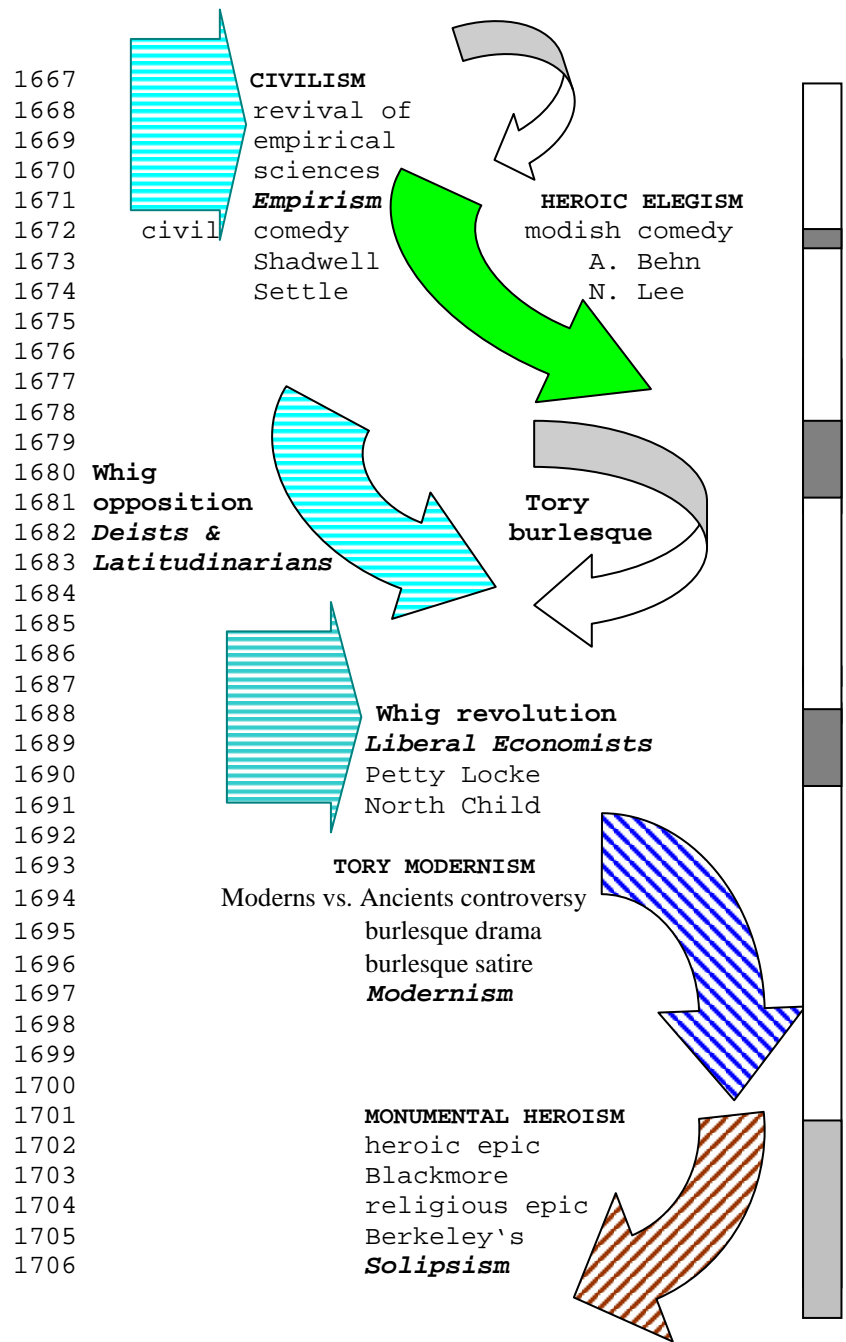 1667 CIVILISM
1668 revival of
1669 empirical
1670 sciences
1671 Empirism HEROIC ELEGISM
1672 civil comedy modish comedy
1673 Shadwell A. Behn
1674 Settle N. Lee
1675
1676
1677
1678
1679
1680 Whig
1681 opposition Tory
1682 Deists & burlesque
1683 Latitudinarians
1684
1685
1686
1687
1688 Whig revolution
1689 Liberal Economists
1690 Petty Locke
1691 North Child
1692
1693 TORY MODERNISM
1694 Moderns vs. Ancients controversy
1695 burlesque drama
1696 burlesque satire
1697 Modernism
1698
1699
1700
1701 MONUMENTAL HEROISM
1702 heroic epic
1703 Blackmore
1704 religious epic
1705 Berkeley‘s
1706 Solipsism